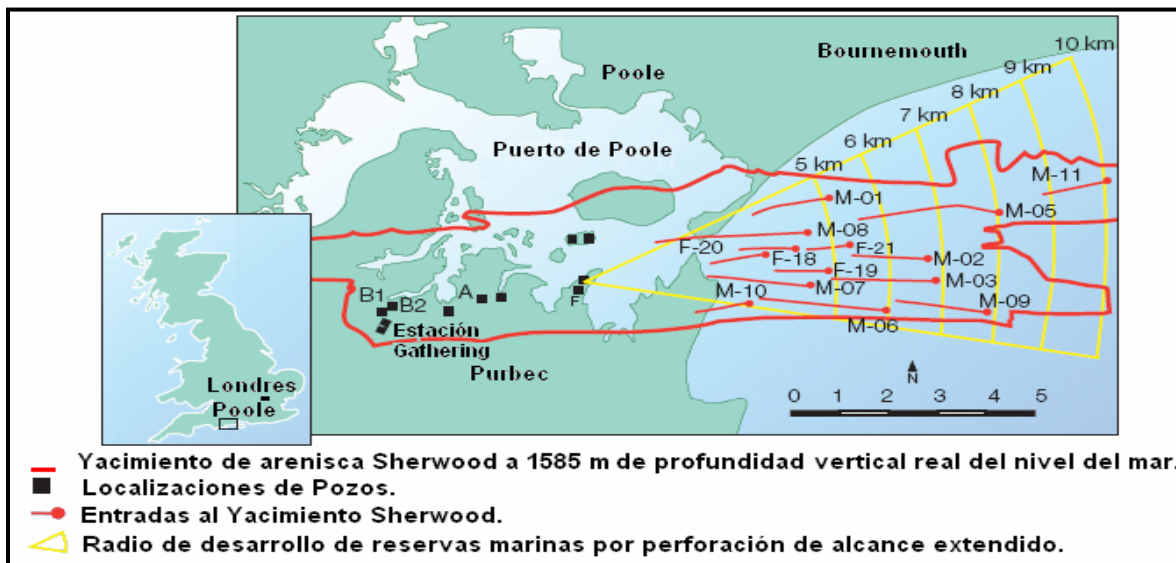 10 km
Bournemouth
9 km
Poole
8 km
7 km
6 km
Puerto de Poole
5 km
M-11
M-01
M-05
M-08
F-20
F-21
F-18
M-02
F-19
M-03
M-10
M-07
M-09
M-06
B1
B2
A
F
Estación
Gathering
Purbec
N
0 1 2 3 4 5
Londres
Poole
Yacimiento de arenisca Sherwood a 1585 m de profundidad vertical real del nivel del mar.
Localizaciones de Pozos.
Entradas al Yacimiento Sherwood.
Radio de desarrollo de reservas marinas por perforación de alcance extendido.